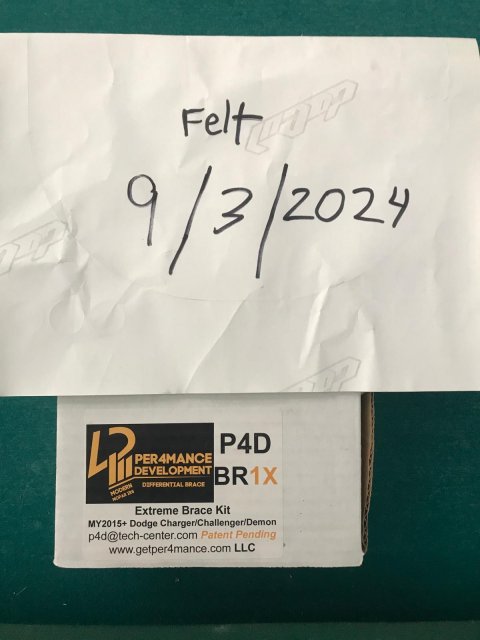 Felt
9/3/2024
PER4MANCE
DEVELOPMENT
DIFFERENTIAL BRACE
MODERN
P4D
BR1X
Extreme Brace Kit
MY2015+ Dodge Charger/Challenger/Demon
p4d@tech-center.com Patent Pending
www.getper4mance.com LLC